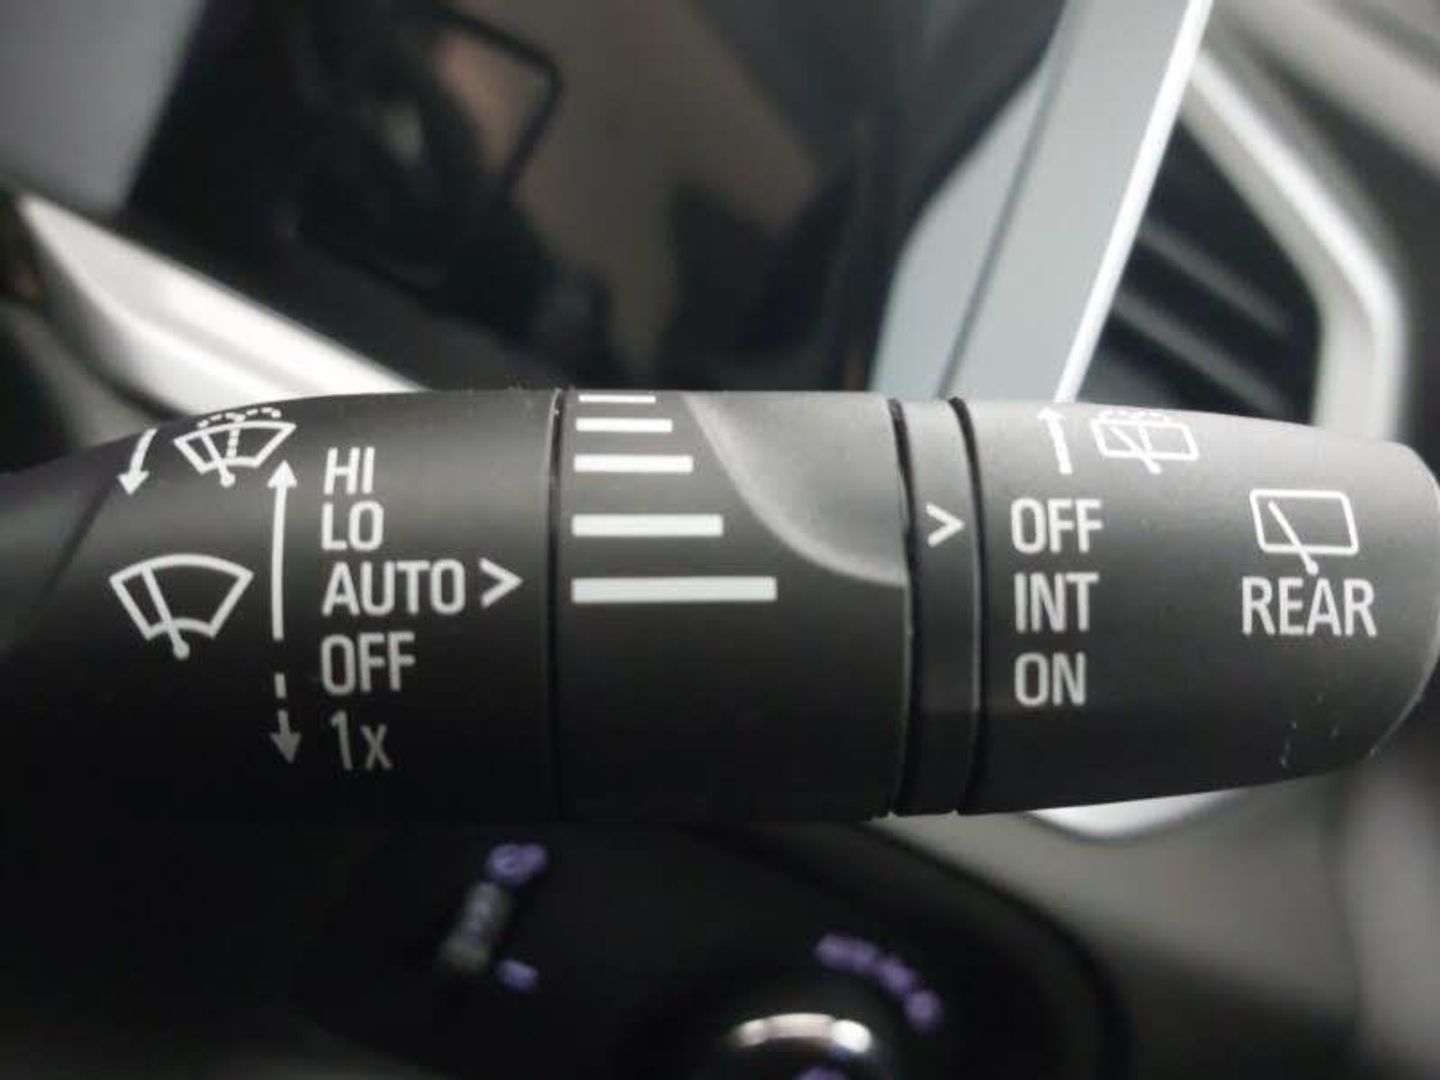 HI
LO
AUTO >
OFF
1x
>
OFF
INT
ON
REAR